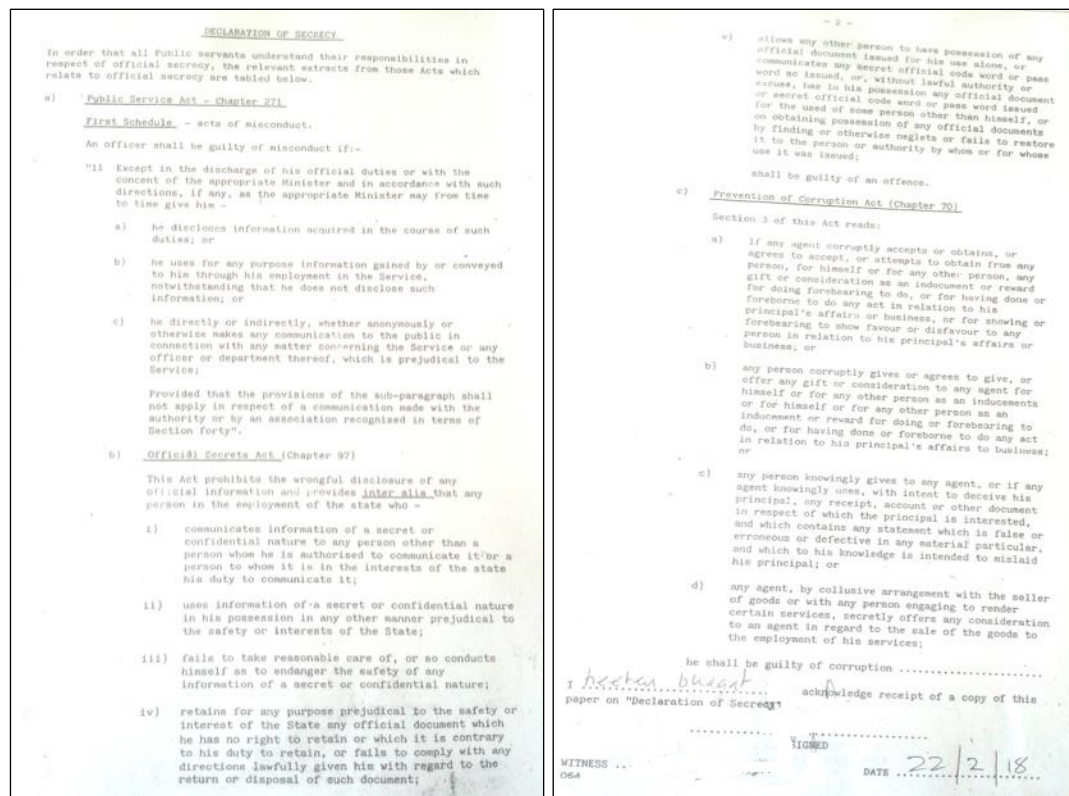 DECLARATION OF SECRECY
In order that all Public servants understand their responsibilities in
respect of official secrecy, the relevant extracts from those Acts which
relate to official secrecy are tabled below.
a) Public Service Act - Chapter 271
First Schedule - acts of misconduct.
An officer shall be guilty of misconduct if:-
"1) Except in the discharge of his official duties or with the
concent of the appropriate Minister and in accordance with such
directions, if any, as the appropriate Minister may from time
to time give him -
a) he discloces information acquired in the course of such
duties; or
b) he uses for any purpose information gained by or conveyed
to him through his employment in the Service,
notwithstanding that he does not disclose such
information; or
c) he directly or indirectly, whether anonymously or
otherwise makes any communication to the public in
connection with any matter concerning the Service or any
officer or department thereof, which is prejudical to the
Service;
Provided that the provisions of the sub-paragraph shall
not apply in respect of a communication made with the
authority or by an association recognised in terms of
Section forty".
b) Official Secrets Act (Chapter 97)
This Act prohibits the wrongful disclosure of any
official information and provides inter alia that any
person in the employment of the state who -
i) communicates information of a secret or
confidential nature to any person other than a
person whom he is authorised to communicate it or a
person to whom it is in the interests of the state
his duty to communicate it;
ii) uses information of a secret or confidential nature
in his possession in any other manner prejudical to
the safety or interests of the State;
iii) fails to take reasonable care of, or so conducts
himself as to endanger the safety of any
information of a secret or confidential nature;
iv) retains for any purpose prejudical to the safety or
interest of the State any official document which
he has no right to retain or which it is contrary
to his duty to retain, or fails to comply with any
directions lawfully given him with regard to the
return or disposal of such document;
- 2 -
v) allows any other person to have possession of any
official document issued for his use alone, or
communicates any secret official code word or pass
word so issued, or, without lawful authority or
excuse, has in his possession any official document
or secret official code word or pass word issued
for the used of some person other than himself, or
on obtaining possession of any official documents
by finding or otherwise neglets or fails to restore
it to the person or authority by whom or for whose
use it was issued;
shall be guilty of an offence.
c) Prevention of Corruption Act (Chapter 70)
Section 3 of this Act reads:
a) if any agent corruptly accepts or obtains, or
agrees to accept, or attempts to obtain from any
person, for himself or for any other person, any
gift or consideration as an indocument or reward
for doing forebearing to do, or for having done or
foreborne to do any act in relation to his
principal's affairs or business, or for showing or
forebearing to show favour or disfavour to any
person in relation to his principal's affairs or
business; or
b) any person corruptly gives or agrees to give, or
offer any gift or consideration to any agent for
himself or for any other person as an inducements
or for himself or for any other person as an
inducement or reward for doing or forebearing to
do, or for having done or foreborne to do any act
in relation to his principal's affairs to business;
or
c) any person knowingly gives to any agent, or if any
agent knowingly uses, with intent to deceive his
principal, any receipt, account or other document
in respect of which the principal is interested,
and which contains any statement which is false or
erroneous or defective in any material particular,
and which to his knowledge is intended to mislaid
his principal; or
d) any agent, by collusive arrangement with the seller
of goods or with any person engaging to render
certain services, secretly offers any consideration
to an agent in regard to the sale of the goods to
the employment of his services;
he shall be guilty of corruption ..............
I heeten bhagat acknowledge receipt of a copy of this
paper on "Declaration of Secrecy"
SIGNED
WITNESS ..
06A
DATE 22/2/18